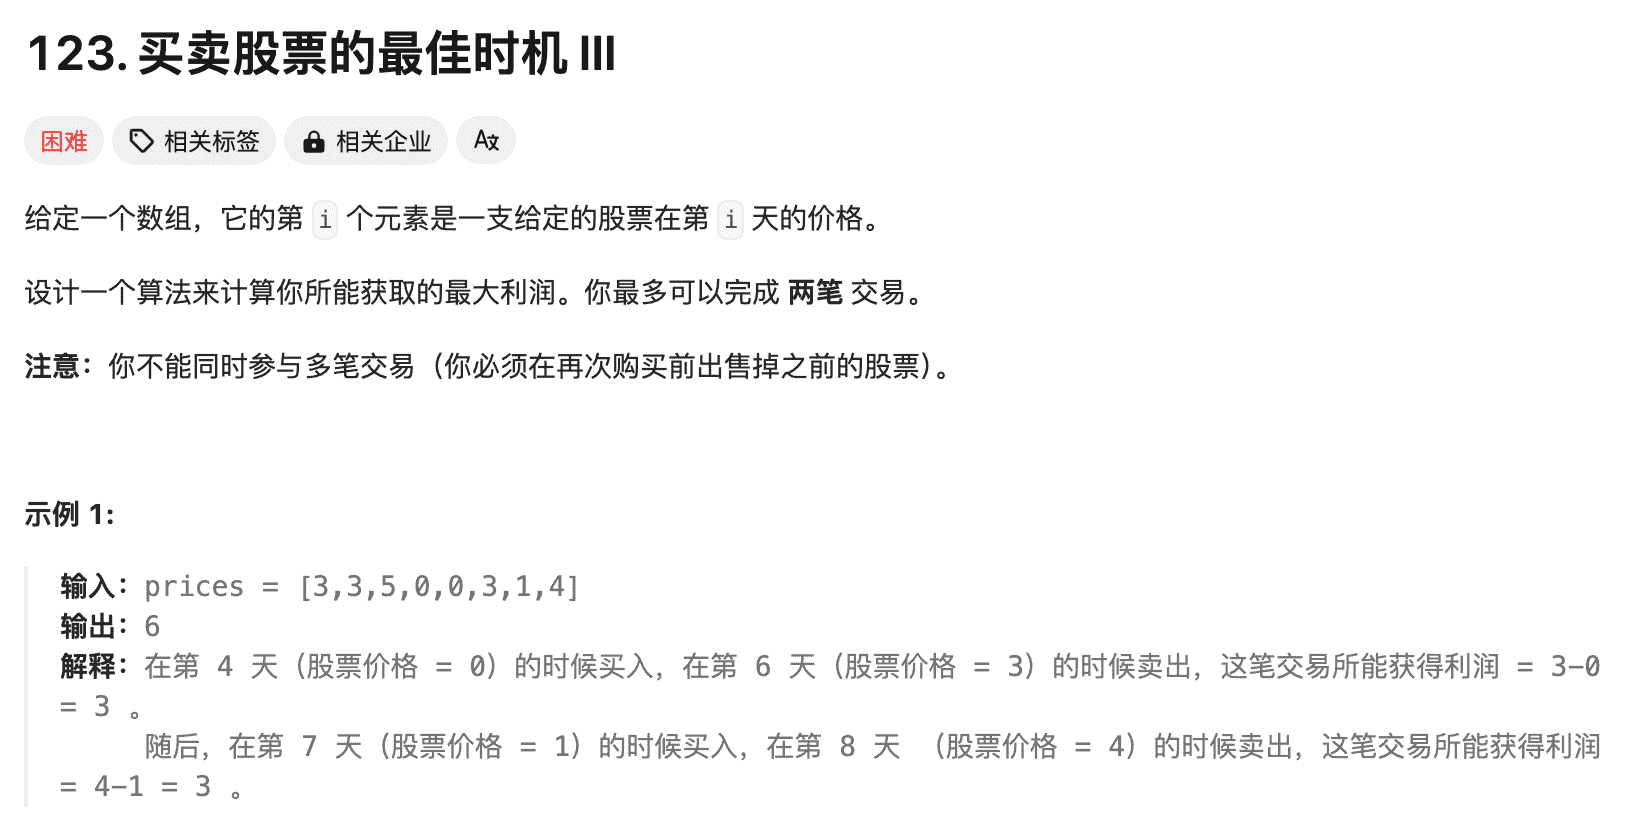 123. 买卖股票的最佳时机 III
困难 相关标签 相关企业 A文
给定一个数组，它的第 i 个元素是一支给定的股票在第 i 天的价格。
设计一个算法来计算你所能获取的最大利润。你最多可以完成 两笔 交易。
注意：你不能同时参与多笔交易（你必须在再次购买前出售掉之前的股票）。
示例 1:
输入：prices = [3,3,5,0,0,3,1,4]
输出：6
解释：在第 4 天（股票价格 = 0）的时候买入，在第 6 天（股票价格 = 3）的时候卖出，这笔交易所能获得利润 = 3-0
= 3 。
随后，在第 7 天（股票价格 = 1）的时候买入，在第 8 天 （股票价格 = 4）的时候卖出，这笔交易所能获得利润
= 4-1 = 3 。